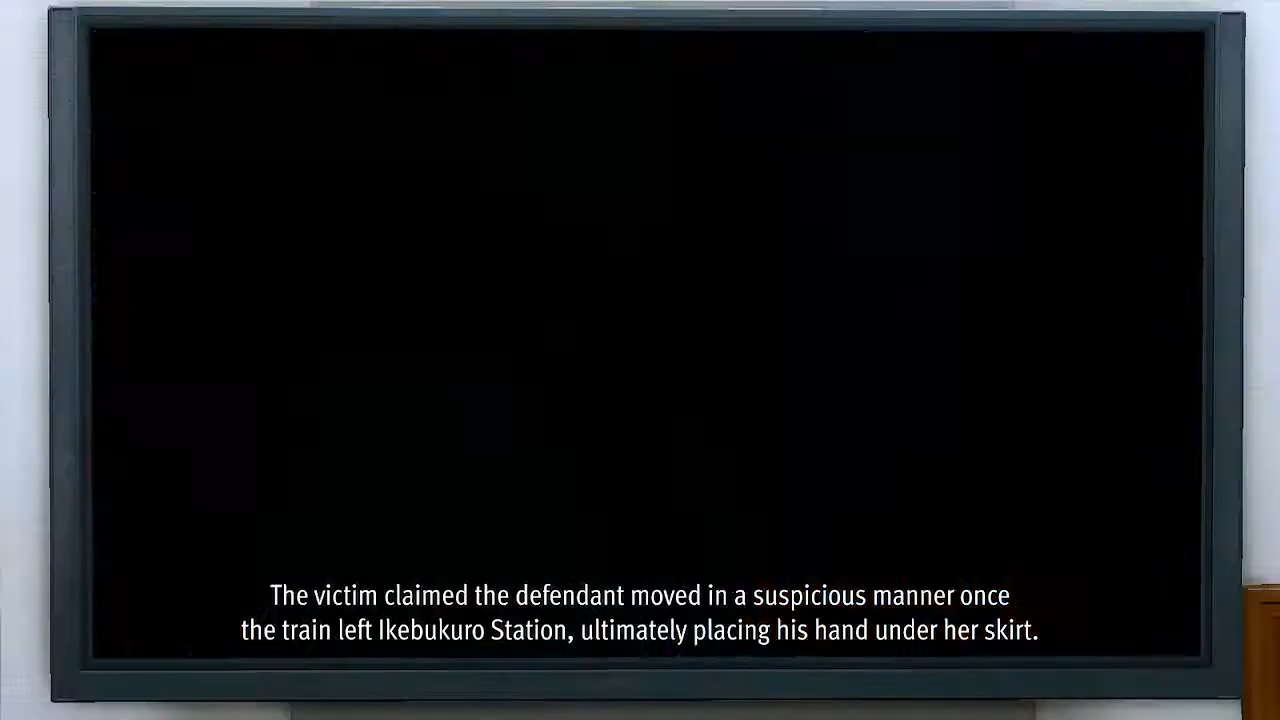 The victim claimed the defendant moved in a suspicious manner once
the train left Ikebukuro Station, ultimately placing his hand under her skirt.